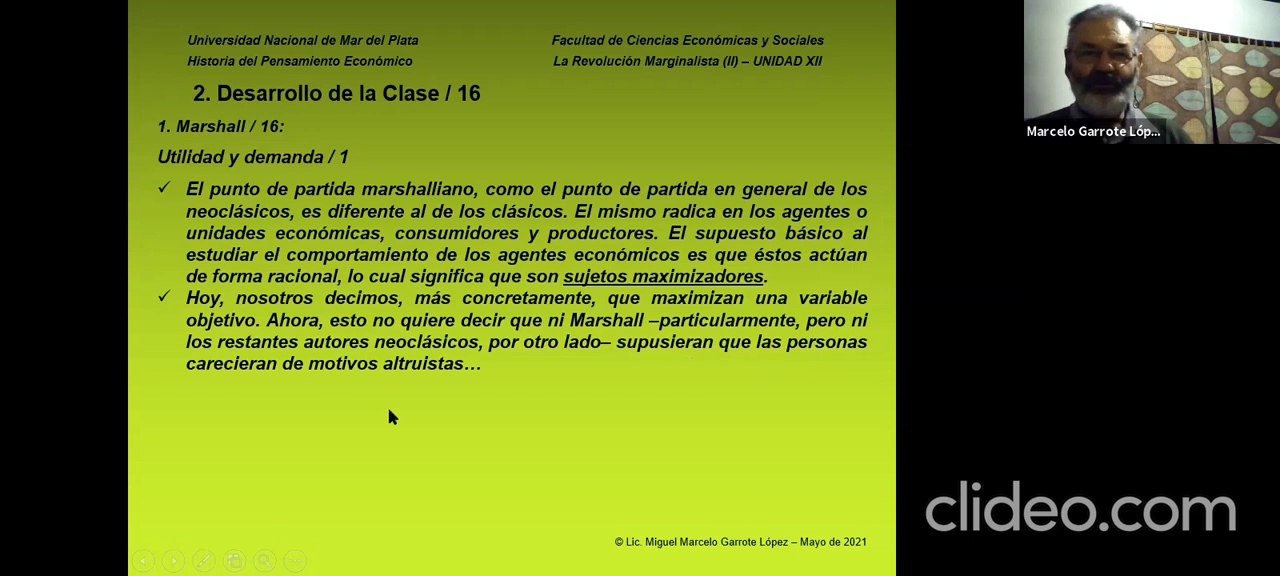 Universidad Nacional de Mar del Plata
Facultad de Ciencias Económicas y Sociales
Historia del Pensamiento Económico
La Revolución Marginalista (II) – UNIDAD XII
2. Desarrollo de la Clase / 16
1. Marshall / 16:
Utilidad y demanda / 1
✓ El punto de partida marshalliano, como el punto de partida en general de los
neoclásicos, es diferente al de los clásicos. El mismo radica en los agentes o
unidades económicas, consumidores y productores. El supuesto básico al
estudiar el comportamiento de los agentes económicos es que éstos actúan
de forma racional, lo cual significa que son sujetos maximizadores.
✓ Hoy, nosotros decimos, más concretamente, que maximizan una variable
objetivo. Ahora, esto no quiere decir que ni Marshall –particularmente, pero ni
los restantes autores neoclásicos, por otro lado– supusieran que las personas
carecieran de motivos altruistas…
© Lic. Miguel Marcelo Garrote López – Mayo de 2021
Marcelo Garrote Lóp...
clideo.com